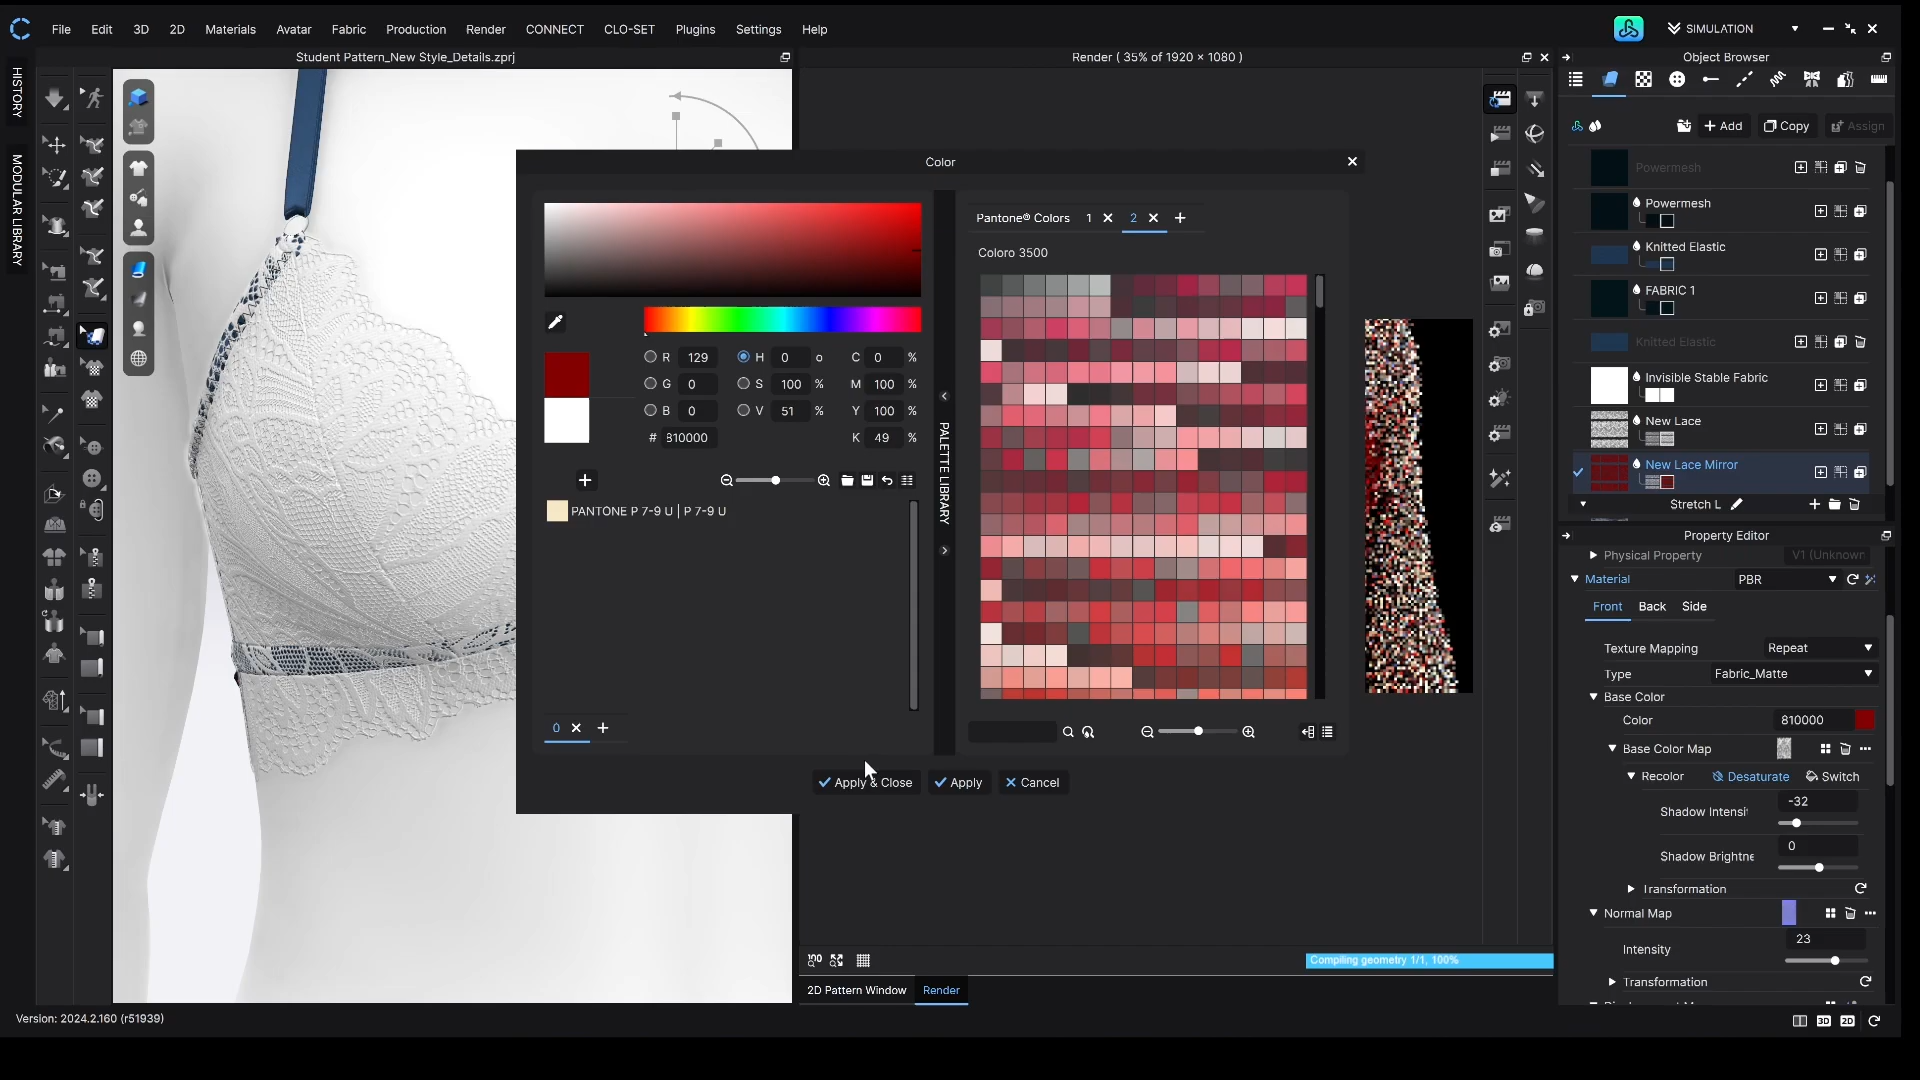 File Edit 3D 2D Materials Avatar Fabric Production Render CONNECT CLO-SET Plugins Settings Help
SIMULATION
HISTORY
MODULAR LIBRARY
Student Pattern_New Style_Details.zprj
Render ( 35% of 1920 × 1080 )
Object Browser
Add Copy Assign
Powermesh
Powermesh
Knitted Elastic
FABRIC 1
Knitted Elastic
Invisible Stable Fabric
New Lace
New Lace Mirror
Stretch L
Color
Pantone® Colors 1 2
Coloro 3500
R 129 H 0 o C 0 %
G 0 S 100 % M 100 %
B 0 V 51 % Y 100 %
# 810000 K 49 %
PANTONE P 7-9 U | P 7-9 U
0
PALETTE LIBRARY
Apply & Close Apply Cancel
Property Editor
Physical Property V1 (Unknown
Material PBR
Front Back Side
Texture Mapping Repeat
Type Fabric_Matte
Base Color
Color 810000
Base Color Map
Recolor Desaturate Switch
Shadow Intensi -32
Shadow Brightne 0
Transformation
Normal Map
Intensity 23
Transformation
100
Compiling geometry 1/1, 100%
2D Pattern Window Render
Version: 2024.2.160 (r51939)
3D 2D